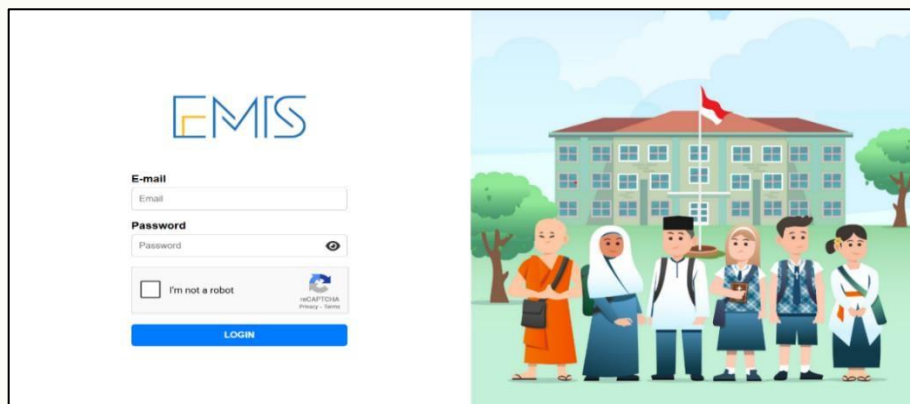 EMIS
E-mail
Email
Password
Password
I'm not a robot
reCAPTCHA
Privacy - Terms
LOGIN